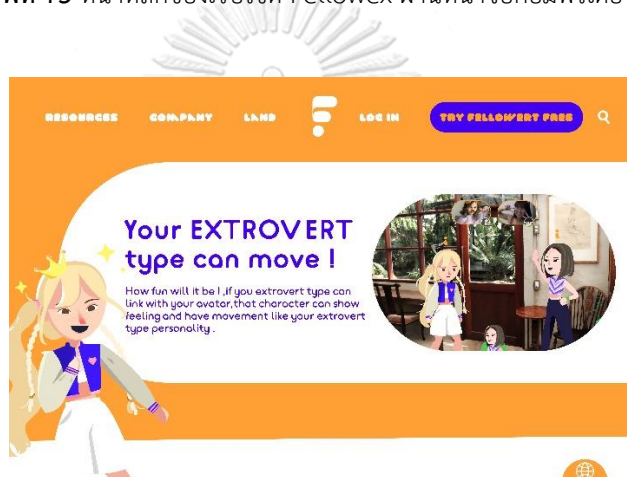 RESOURCES COMPANY LAND LOG IN TRY FELLOWERT FREE
Your EXTROVERT
type can move !
How fun will it be ! ,if you extrovert type can
link with your avatar,that character can show
feeling and have movement like your extrovert
type personality .